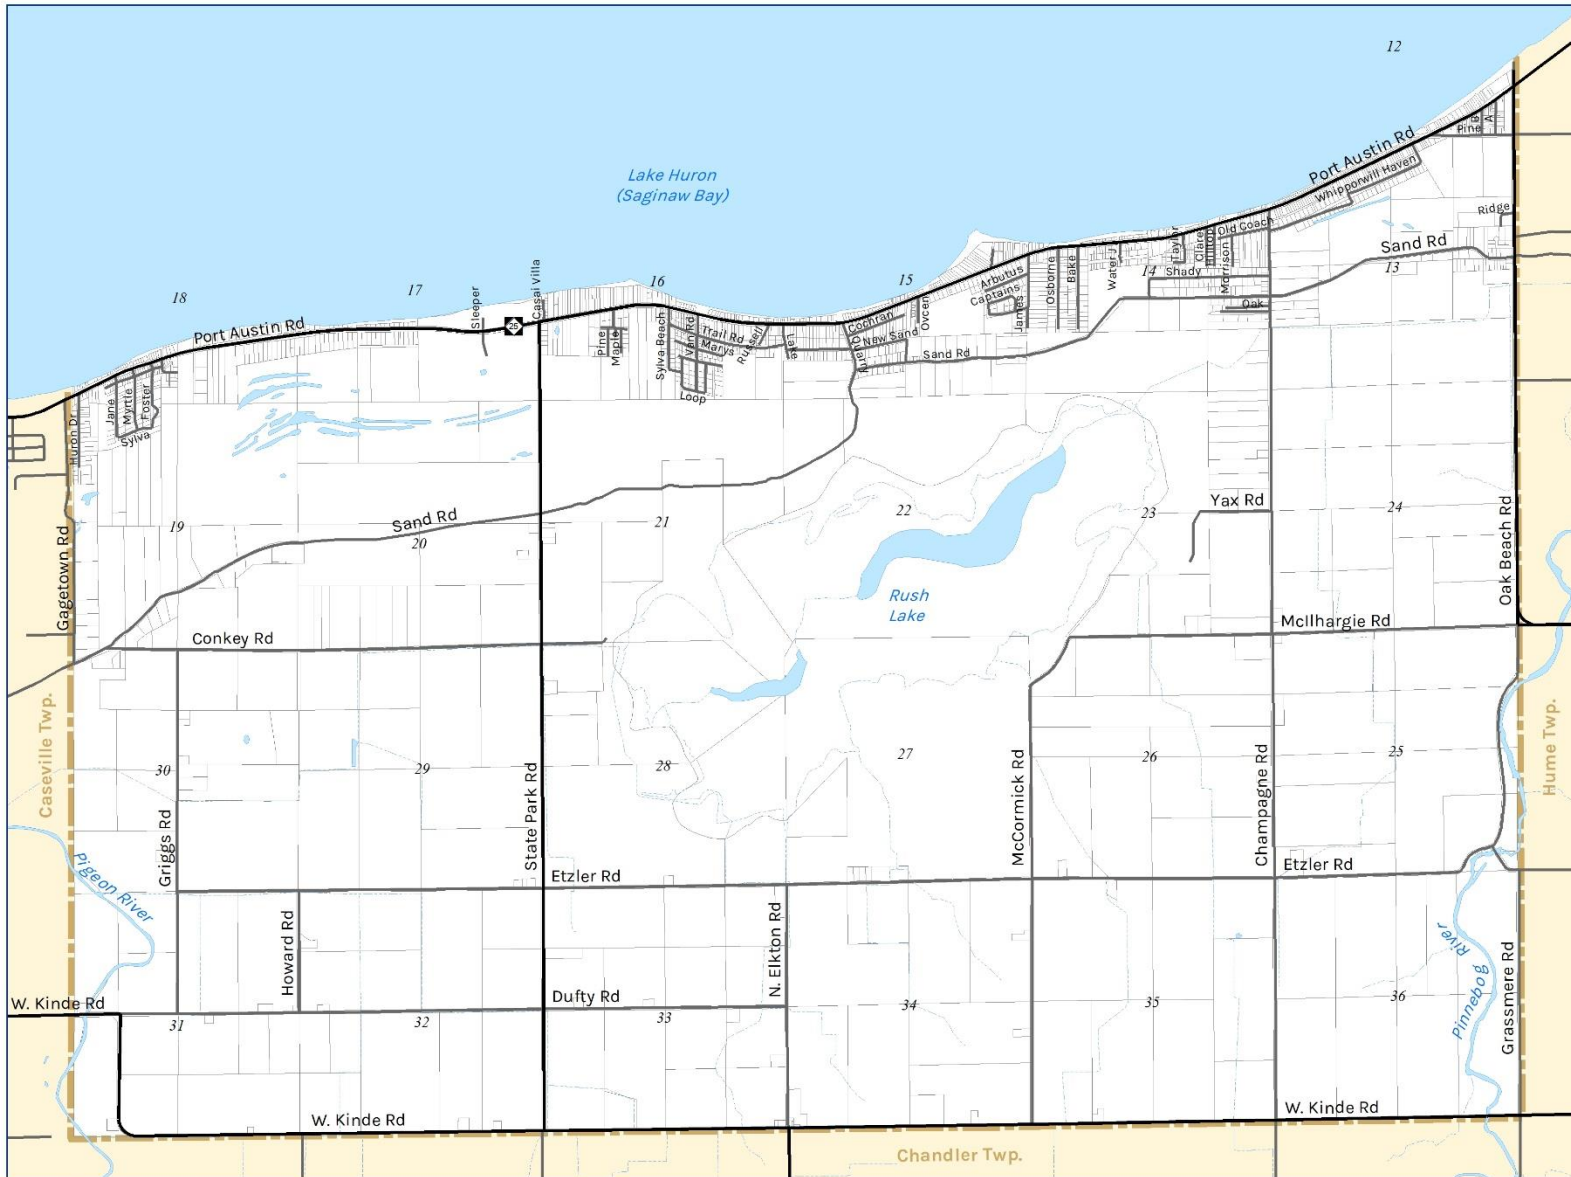 12
B
A
Pine
Port Austin Rd
Whipporwill Haven
Lake Huron
(Saginaw Bay)
Ridge
Old Coach
Sand Rd
Taylor
Clare
Hilltop
Morrison
13
14
Shady
Oak
Water
Bake
Osborne
Arbutus
Captains
James
15
16
17
18
Casai Villa
Sleeper
25
Port Austin Rd
Ovcen
Cochran
New Sand
Sand Rd
Quarry
Lake
Russell
Trail Rd
Marys
Van Rd
Sylva Beach
Loop
Pine
Maple
Jane
Myrtle
Foster
Sylva
Huron Dr
Gagetown Rd
19
Sand Rd
20
21
22
23
Yax Rd
24
Oak Beach Rd
Rush
Lake
Conkey Rd
McIlhargie Rd
Caseville Twp.
Hume Twp.
30
29
28
27
26
25
Griggs Rd
State Park Rd
McCormick Rd
Champagne Rd
Etzler Rd
Etzler Rd
Pigeon River
Howard Rd
N. Elkton Rd
Pinnebog
River
Grassmere Rd
W. Kinde Rd
Dufty Rd
31
32
33
34
35
36
W. Kinde Rd
W. Kinde Rd
Chandler Twp.